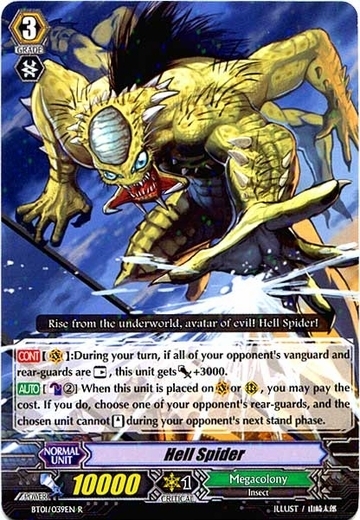 3
GRADE
Rise from the underworld, avatar of evil! Hell Spider!
CONT [ ]:During your turn, if all of your opponent's vanguard and
rear-guards are , this unit gets +3000.
AUTO [ (2)] When this unit is placed on or , you may pay the
cost. If you do, choose one of your opponent's rear-guards, and the
chosen unit cannot [ ] during your opponent's next stand phase.
NORMAL
UNIT
Hell Spider
POWER
10000
1
CRITICAL
Megacolony
Insect
BT01/039EN-R
ILLUST / 山崎太郎